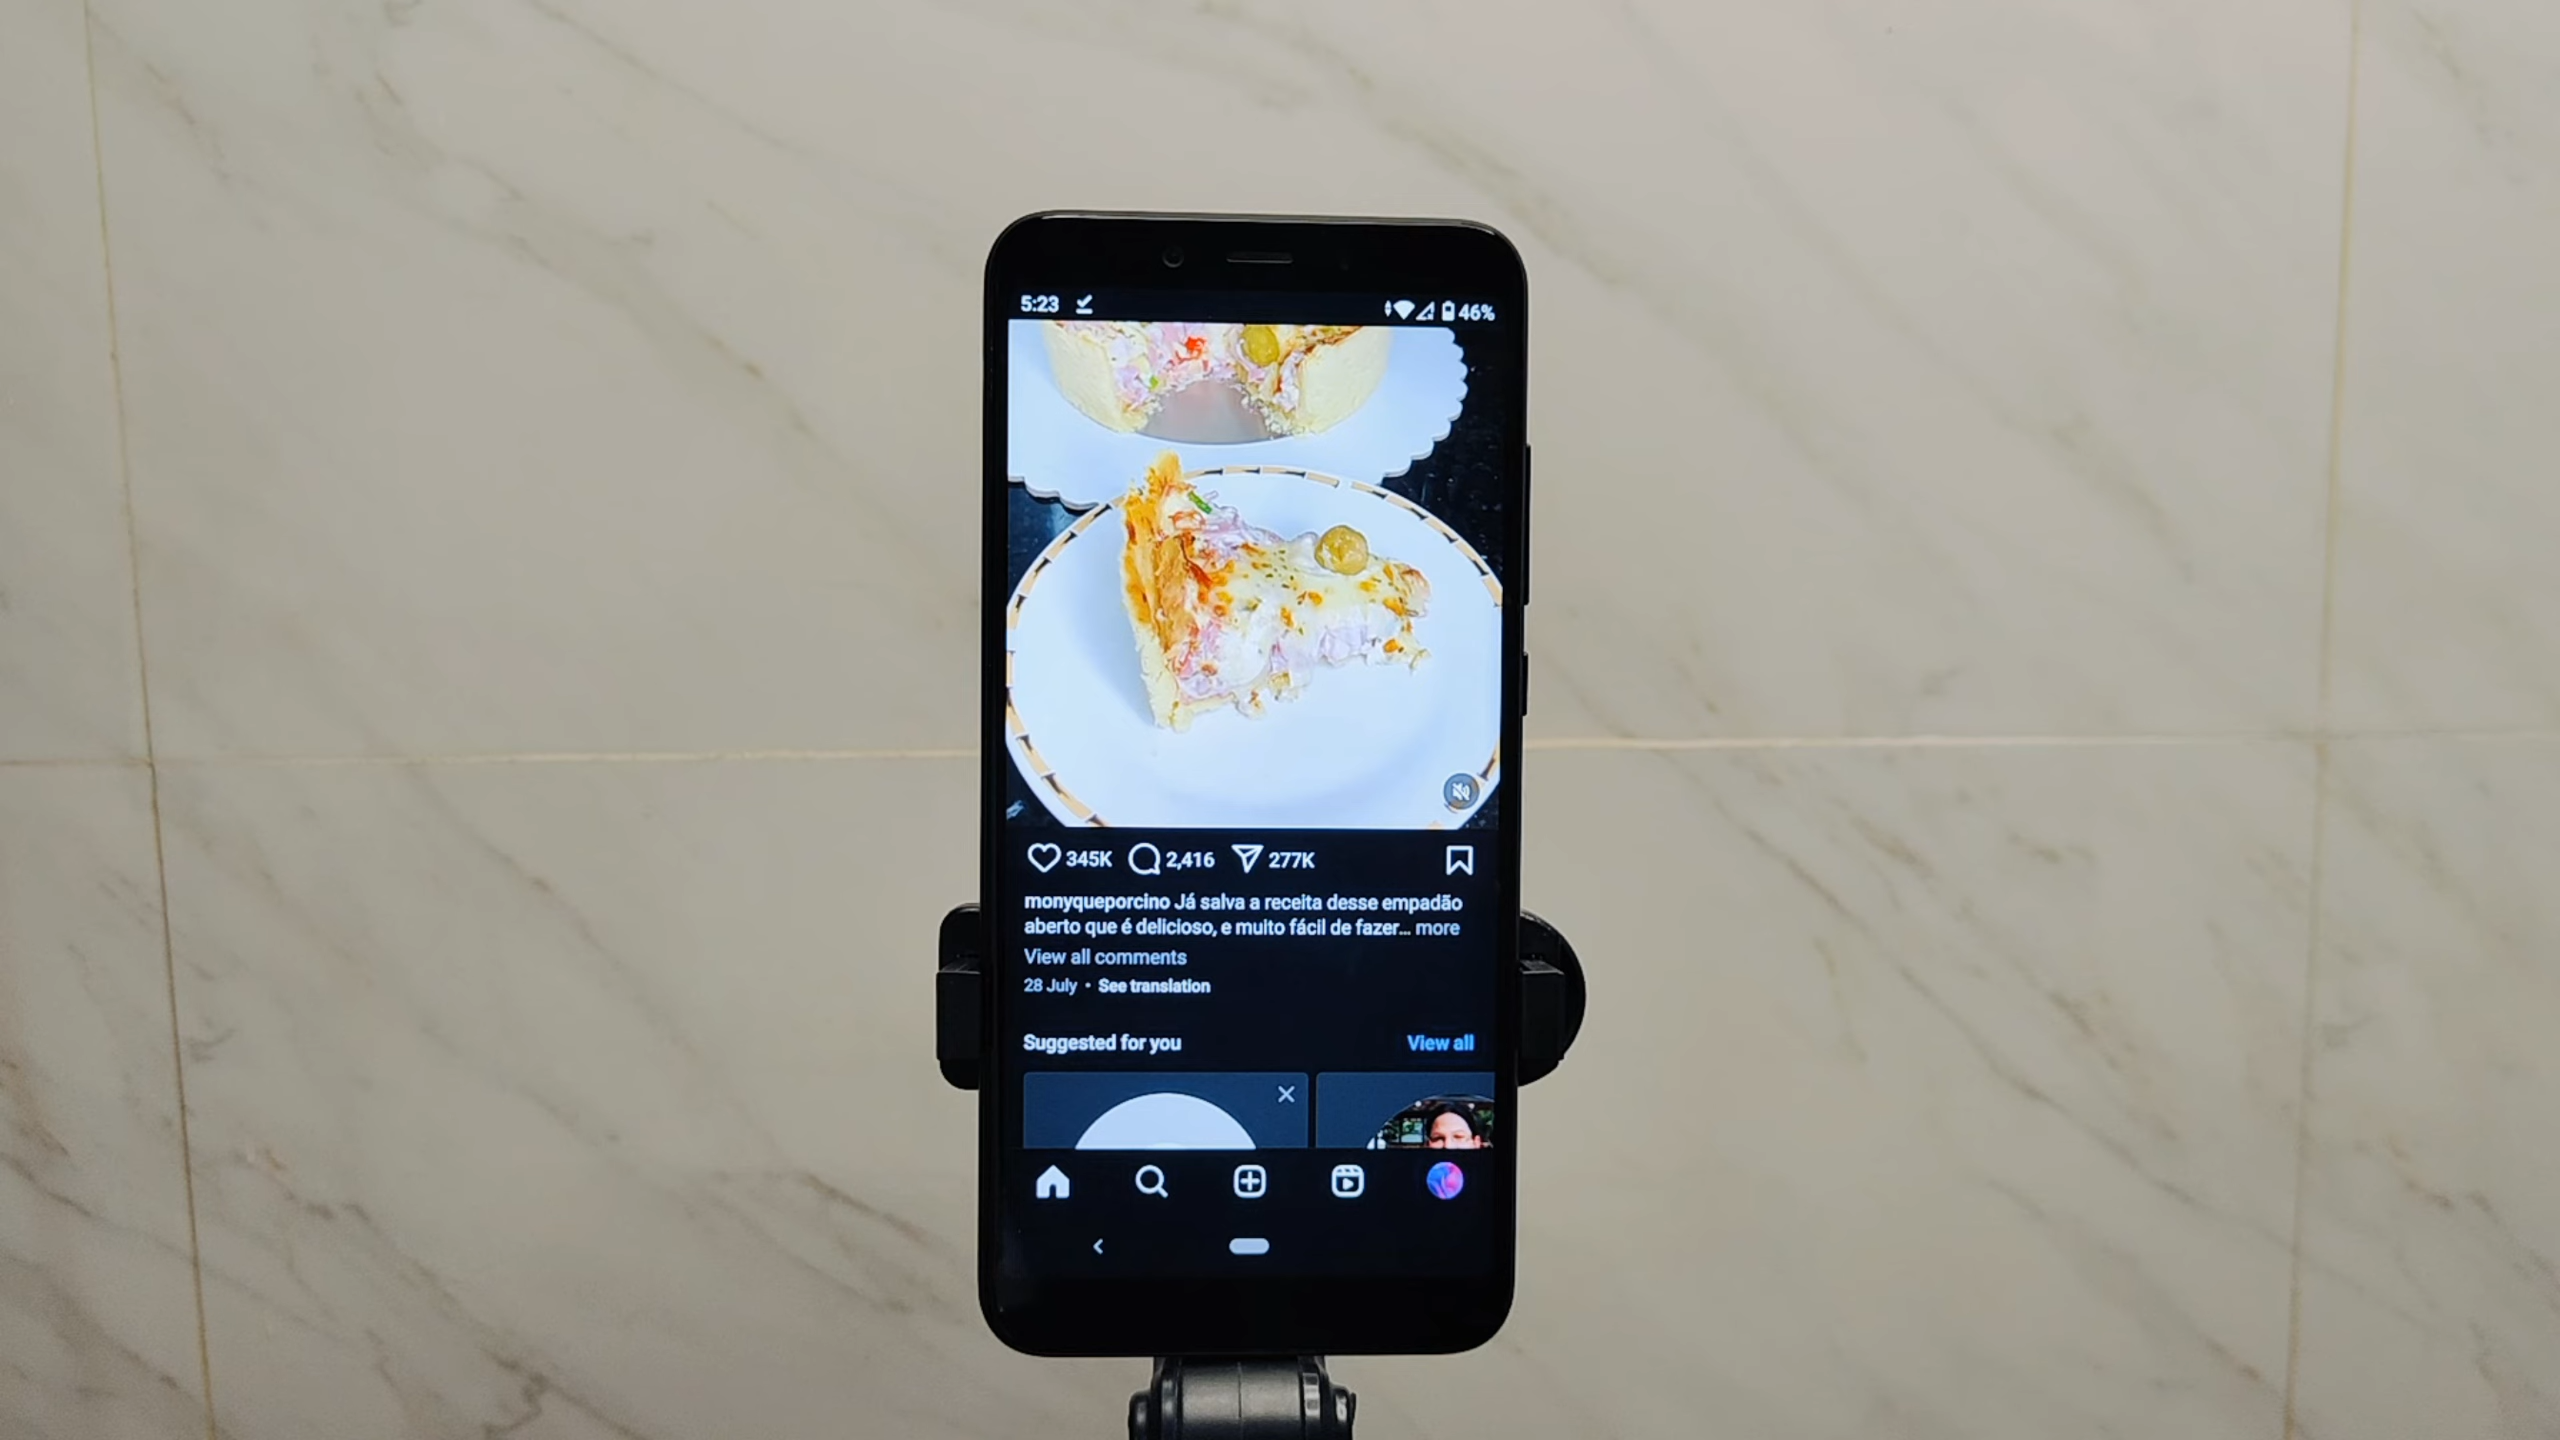 5:23 46%
345K 2,416 277K
monyqueporcino Já salva a receita desse empadão
aberto que é delicioso, e muito fácil de fazer... more
View all comments
28 July • See translation
Suggested for you View all